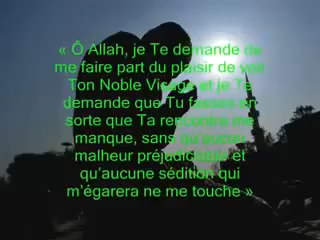 « Ô Allah, je Te demande de
me faire part du plaisir de voir
Ton Noble Visage et je Te
demande que Tu fasses en
sorte que Ta rencontre me
manque, sans qu'aucun
malheur préjudiciable et
qu'aucune sédition qui
m'égarera ne me touche »